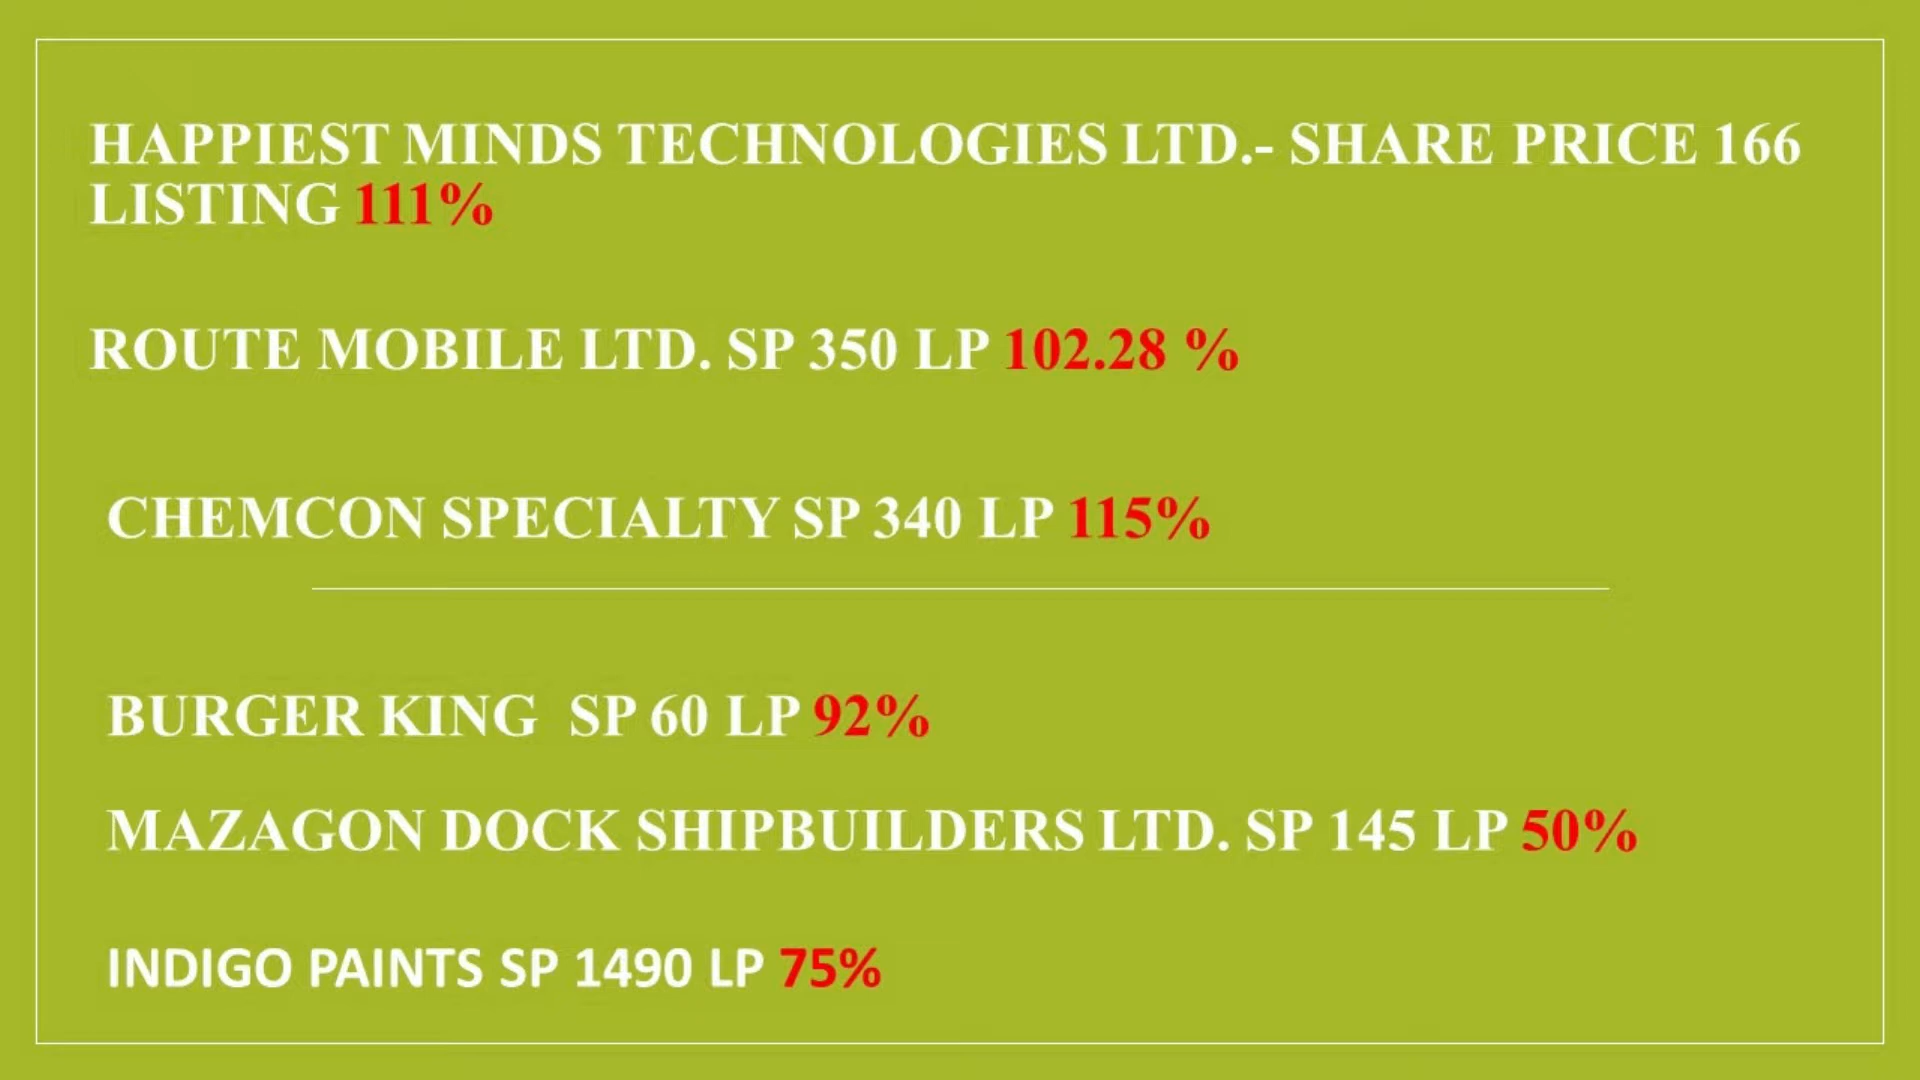 HAPPIEST MINDS TECHNOLOGIES LTD.- SHARE PRICE 166
LISTING 111%
ROUTE MOBILE LTD. SP 350 LP 102.28 %
CHEMCON SPECIALTY SP 340 LP 115%
BURGER KING  SP 60 LP 92%
MAZAGON DOCK SHIPBUILDERS LTD. SP 145 LP 50%
INDIGO PAINTS SP 1490 LP 75%